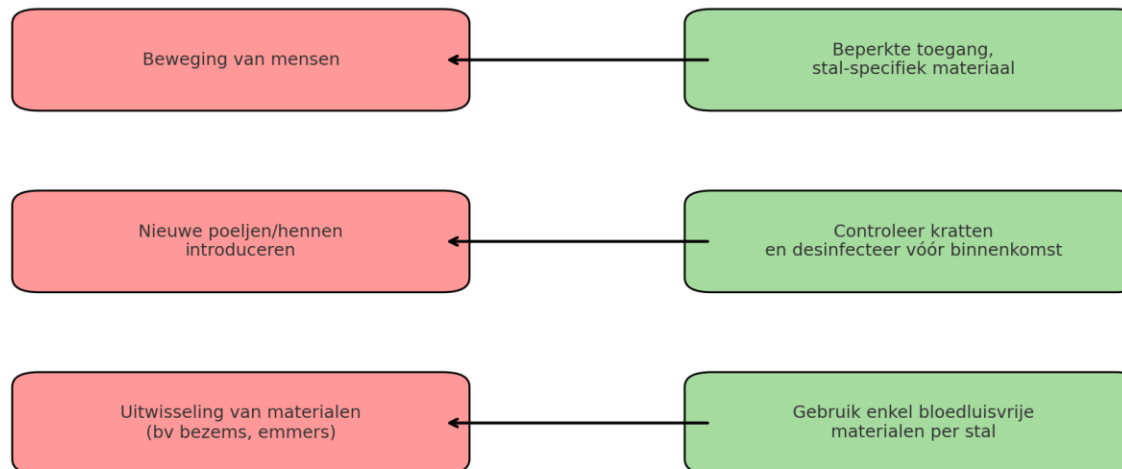 Beweging van mensen
Beperkte toegang,
stal-specifiek materiaal
Nieuwe poeljen/hennen
introduceren
Controleer kratten
en desinfecteer vóór binnenkomst
Uitwisseling van materialen
(bv bezems, emmers)
Gebruik enkel bloedluisvrije
materialen per stal